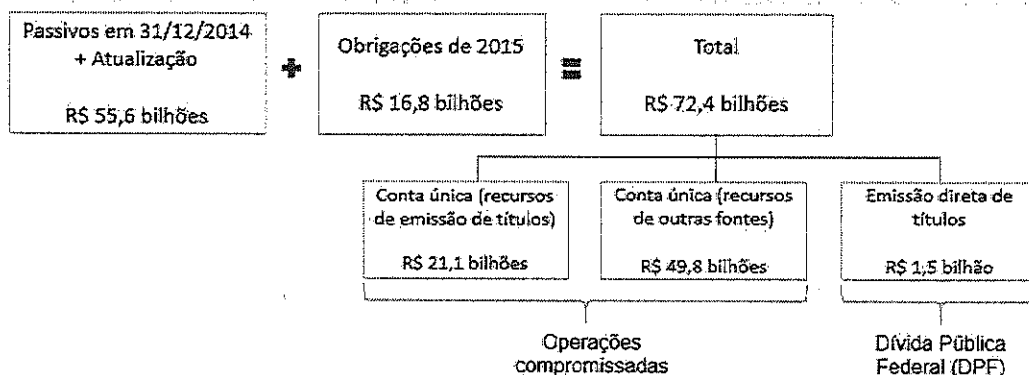 Passivos em 31/12/2014
+ Atualização
R$ 55,6 bilhões
+
Obrigações de 2015
R$ 16,8 bilhões
=
Total
R$ 72,4 bilhões
Conta única (recursos
de emissão de títulos)
R$ 21,1 bilhões
Conta única (recursos
de outras fontes)
R$ 49,8 bilhões
Emissão direta de
títulos
R$ 1,5 bilhão
Operações
compromissadas
Dívida Pública
Federal (DPF)